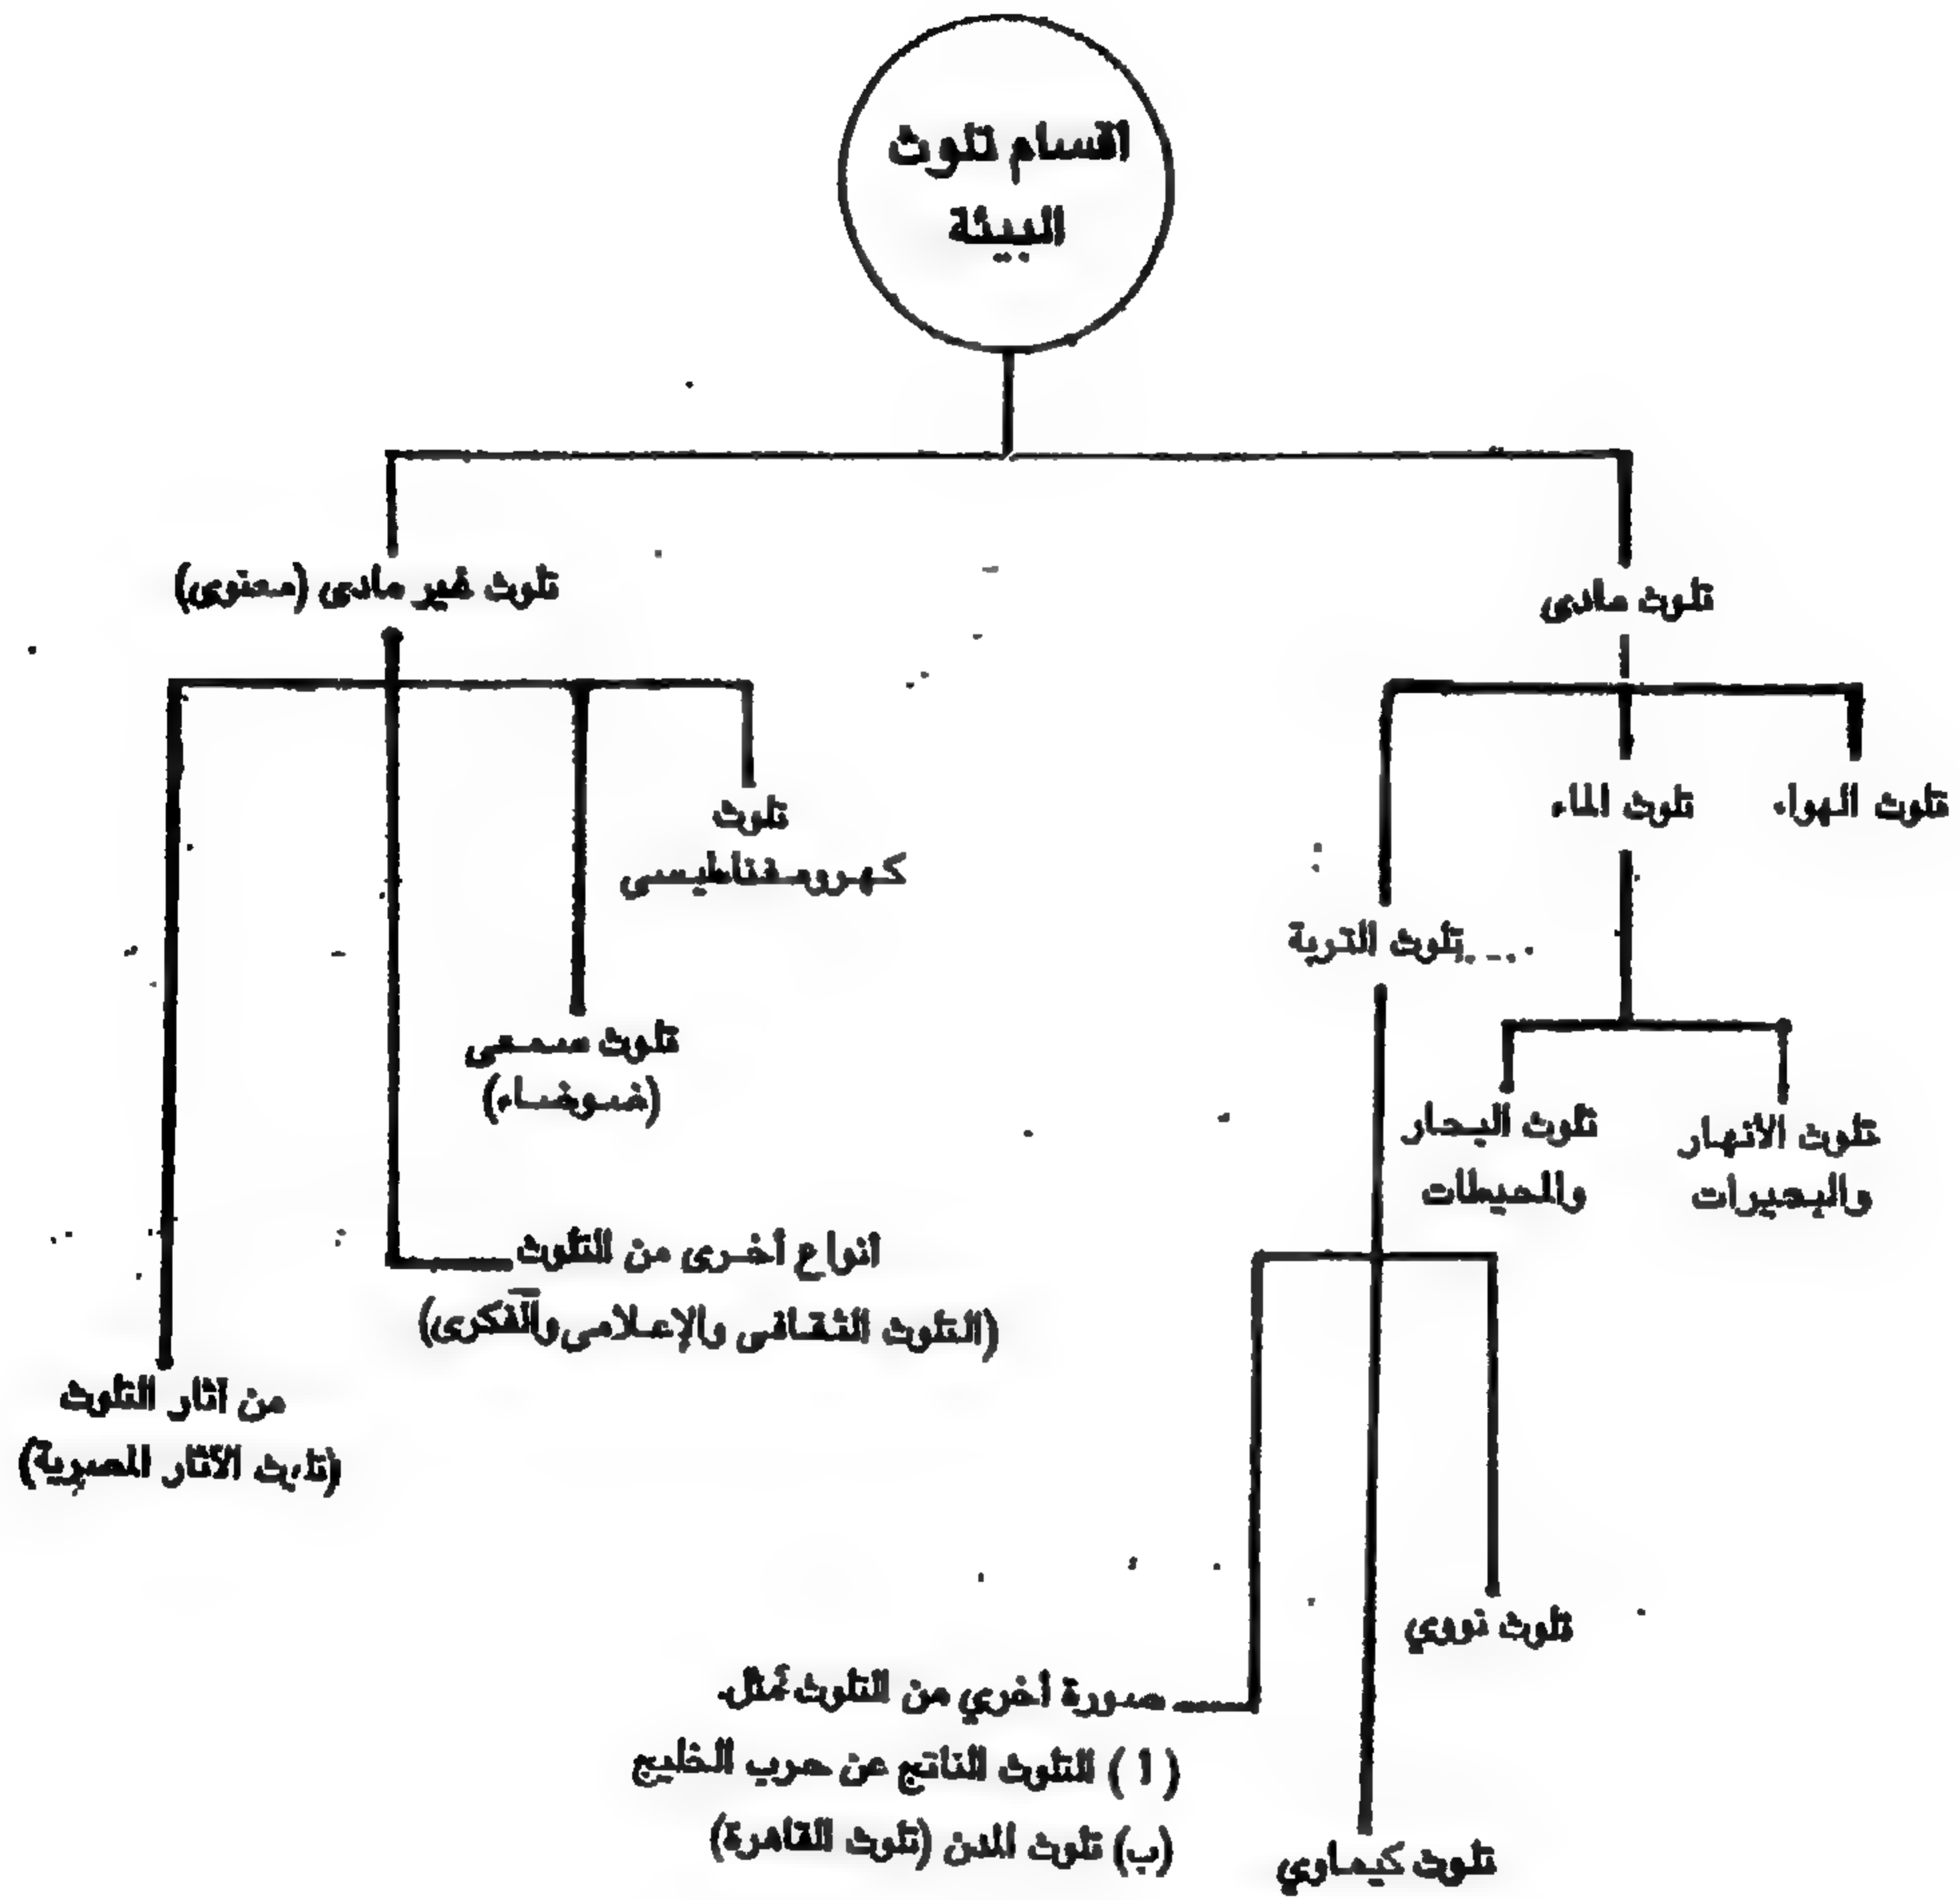 اقسام تلوث
البيئة
تلوث مادى
تلوث غير مادى (معنوى)
تلوث الهواء
تلوث الماء
تلوث التربة
تلوث الأنهار
والبحيرات
تلوث البحار
والمحيطات
تلوث نووي
تلوث كيماوي
صورة أخري من التلوث مثل
(أ) التلوث الناتج عن حرب الخليج
(ب) تلوث المدن (تلوث القاهرة)
تلوث
كهرومغناطيسى
تلوث سمعى
(ضوضاء)
أنواع أخرى من التلوث
(التلوث الثقافى والإعلامى والفكرى)
من آثار التلوث
(تلوث الآثار المصرية)